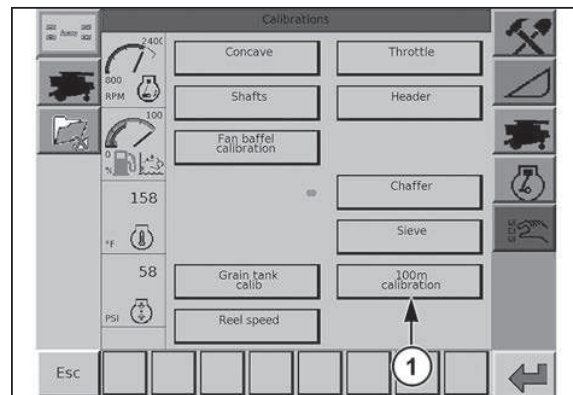 Calibrations
2400
800
RPM
Concave
Throttle
Shafts
Header
100
0
%
Fan baffel
calibration
158
°F
Chaffer
Sieve
58
PSI
Grain tank
calib
100m
calibration
Reel speed
1
Esc